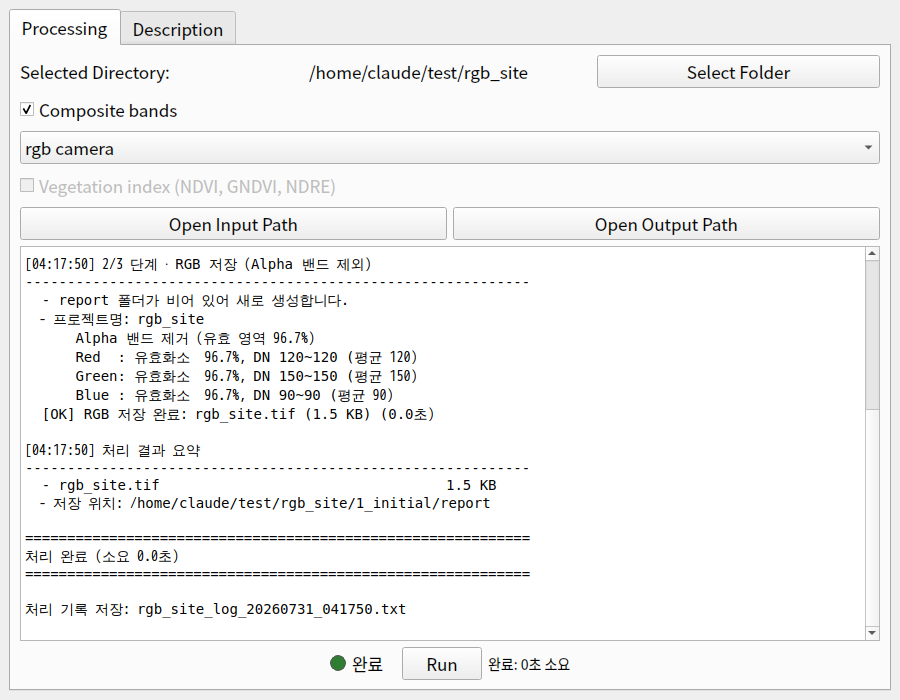 Processing Description
Selected Directory: /home/claude/test/rgb_site Select Folder
Composite bands
rgb camera
Vegetation index (NDVI, GNDVI, NDRE)
Open Input Path Open Output Path
[04:17:50] 2/3 단계 · RGB 저장 (Alpha 밴드 제외)
------------------------------------------------------------
- report 폴더가 비어 있어 새로 생성합니다.
- 프로젝트명: rgb_site
Alpha 밴드 제거 (유효 영역 96.7%)
Red : 유효화소 96.7%, DN 120~120 (평균 120)
Green: 유효화소 96.7%, DN 150~150 (평균 150)
Blue : 유효화소 96.7%, DN 90~90 (평균 90)
[OK] RGB 저장 완료: rgb_site.tif (1.5 KB) (0.0초)
[04:17:50] 처리 결과 요약
------------------------------------------------------------
- rgb_site.tif 1.5 KB
- 저장 위치: /home/claude/test/rgb_site/1_initial/report
============================================================
처리 완료 (소요 0.0초)
============================================================
처리 기록 저장: rgb_site_log_20260731_041750.txt
완료 Run 완료: 0초 소요